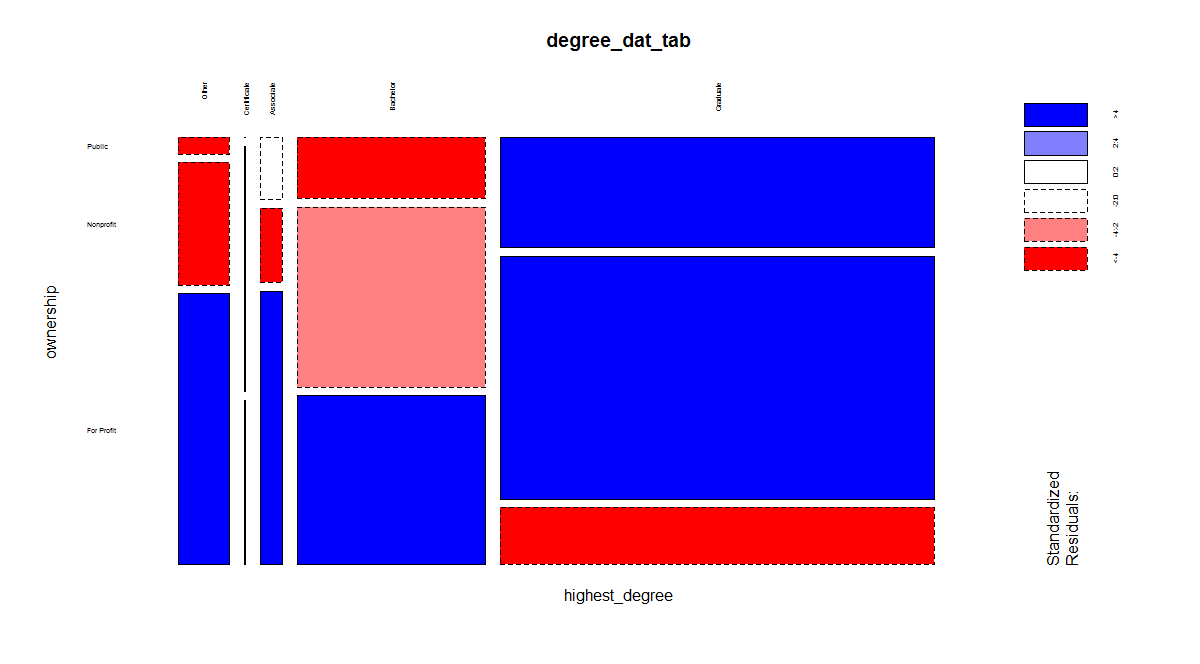 degree_dat_tab
Other
Certificate
Associate
Bachelor
Graduate
Public
Nonprofit
For Profit
ownership
highest_degree
>4
2:4
0:2
-2:0
-4:-2
<-4
Standardized
Residuals: